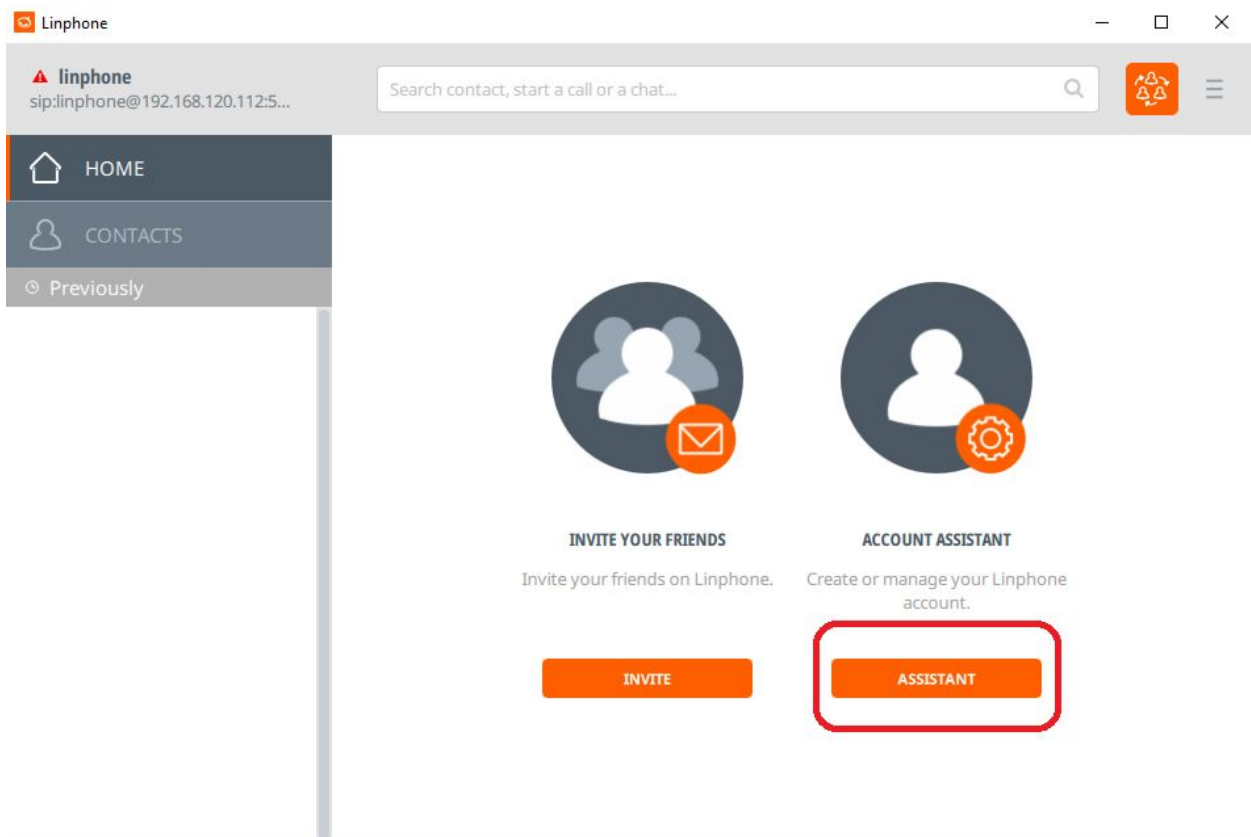 Linphone
linphone
sip:linphone@192.168.120.112:5...
Search contact, start a call or a chat...
HOME
CONTACTS
Previously
INVITE YOUR FRIENDS
Invite your friends on Linphone.
INVITE
ACCOUNT ASSISTANT
Create or manage your Linphone
account.
ASSISTANT